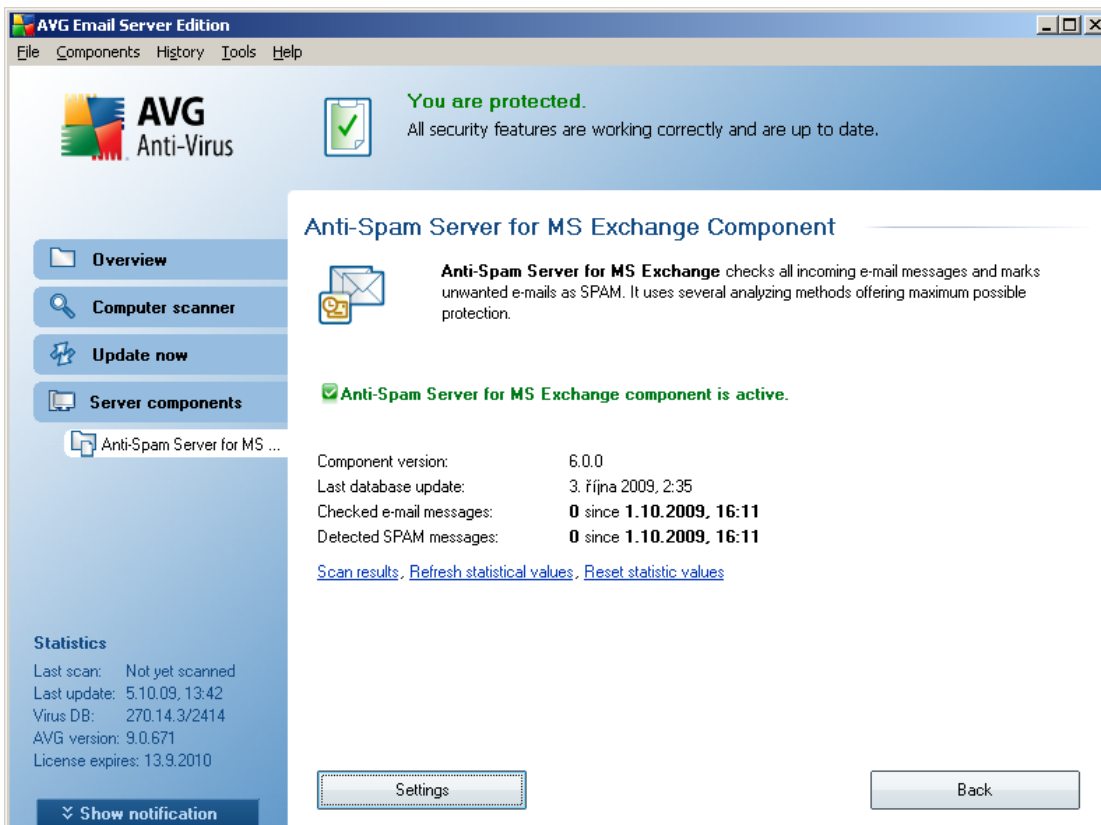 AVG Email Server Edition
File Components History Tools Help
AVG
Anti-Virus
You are protected.
All security features are working correctly and are up to date.
Overview
Computer scanner
Update now
Server components
Anti-Spam Server for MS ...
Anti-Spam Server for MS Exchange Component
Anti-Spam Server for MS Exchange checks all incoming e-mail messages and marks
unwanted e-mails as SPAM. It uses several analyzing methods offering maximum possible
protection.
Anti-Spam Server for MS Exchange component is active.
Component version: 6.0.0
Last database update: 3. října 2009, 2:35
Checked e-mail messages: 0 since 1.10.2009, 16:11
Detected SPAM messages: 0 since 1.10.2009, 16:11
Scan results, Refresh statistical values, Reset statistic values
Statistics
Last scan: Not yet scanned
Last update: 5.10.09, 13:42
Virus DB: 270.14.3/2414
AVG version: 9.0.671
License expires: 13.9.2010
Show notification
Settings
Back